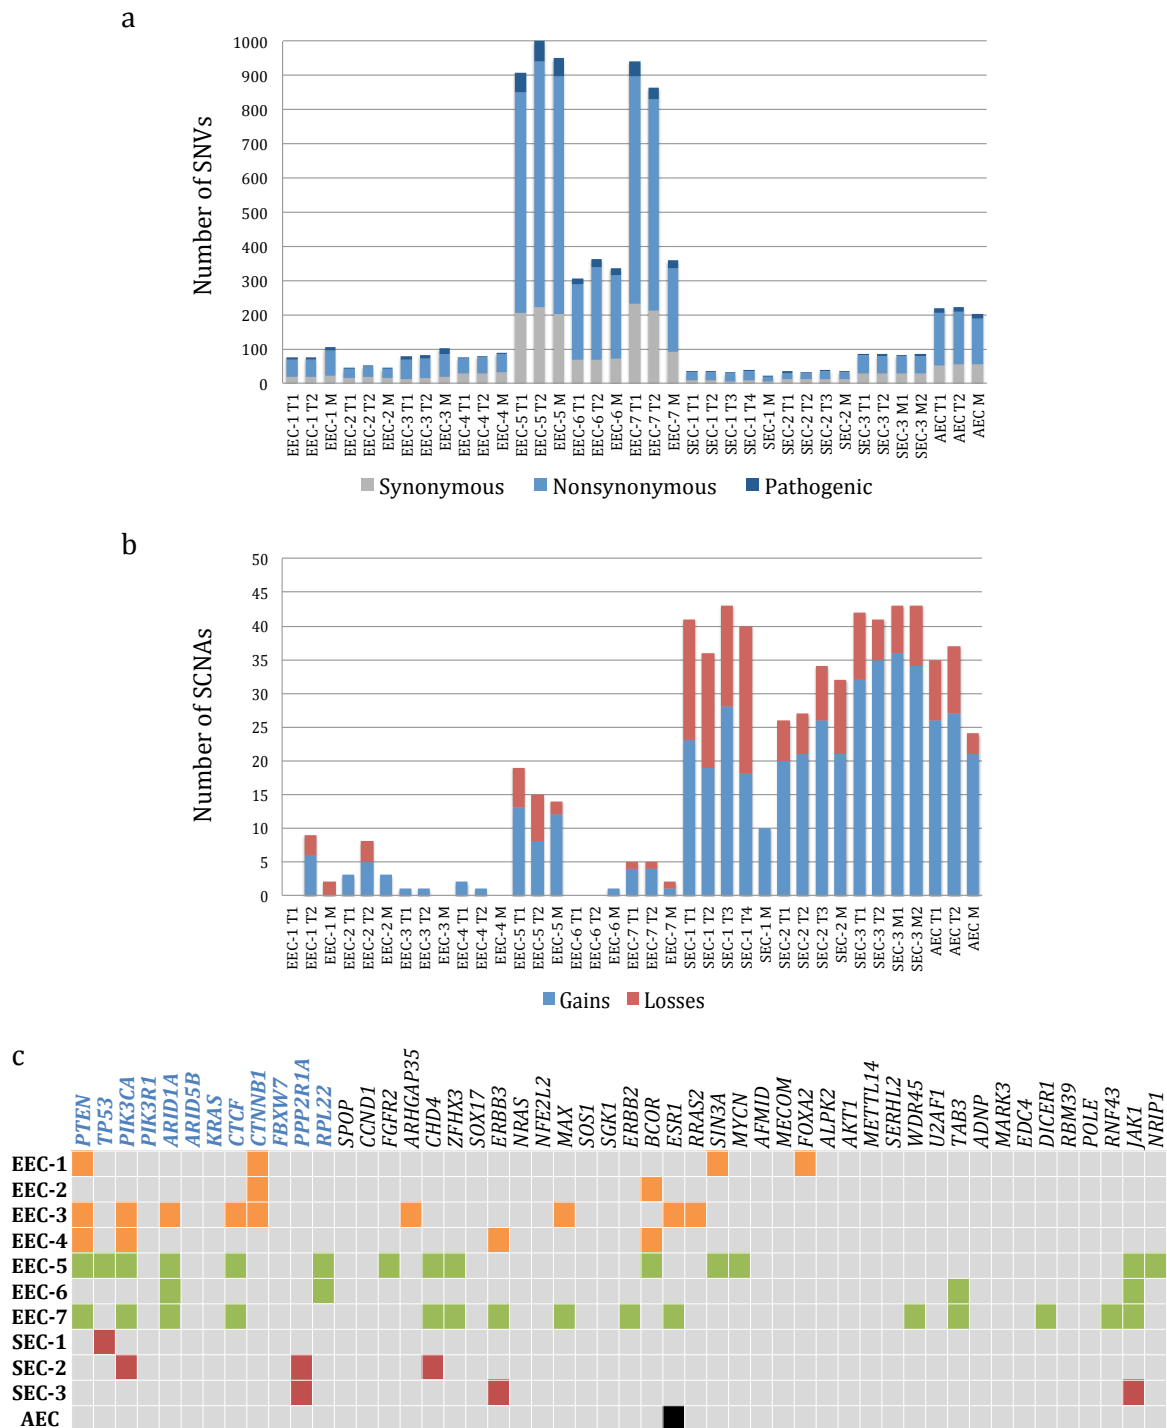 a
Number of SNVs
1000
900
800
700
600
500
400
300
200
100
0
EEC-1 T1
EEC-1 T2
EEC-1 M
EEC-2 T1
EEC-2 T2
EEC-2 M
EEC-3 T1
EEC-3 T2
EEC-3 M
EEC-4 T1
EEC-4 T2
EEC-4 M
EEC-5 T1
EEC-5 T2
EEC-5 M
EEC-6 T1
EEC-6 T2
EEC-6 M
EEC-7 T1
EEC-7 T2
EEC-7 M
SEC-1 T1
SEC-1 T2
SEC-1 T3
SEC-1 T4
SEC-1 M
SEC-2 T1
SEC-2 T2
SEC-2 T3
SEC-2 M
SEC-3 T1
SEC-3 T2
SEC-3 M1
SEC-3 M2
AEC T1
AEC T2
AEC M
Synonymous Nonsynonymous Pathogenic
b
Number of SCNAs
50
45
40
35
30
25
20
15
10
5
0
EEC-1 T1
EEC-1 T2
EEC-1 M
EEC-2 T1
EEC-2 T2
EEC-2 M
EEC-3 T1
EEC-3 T2
EEC-3 M
EEC-4 T1
EEC-4 T2
EEC-4 M
EEC-5 T1
EEC-5 T2
EEC-5 M
EEC-6 T1
EEC-6 T2
EEC-6 M
EEC-7 T1
EEC-7 T2
EEC-7 M
SEC-1 T1
SEC-1 T2
SEC-1 T3
SEC-1 T4
SEC-1 M
SEC-2 T1
SEC-2 T2
SEC-2 T3
SEC-2 M
SEC-3 T1
SEC-3 T2
SEC-3 M1
SEC-3 M2
AEC T1
AEC T2
AEC M
Gains Losses
c
PTEN
TP53
PIK3CA
PIK3R1
ARID1A
ARID5B
KRAS
CTCF
CTNNB1
FBXW7
PPP2R1A
RPL22
SPOP
CCND1
FGFR2
ARHGAP35
CHD4
ZFHX3
SOX17
ERBB3
NRAS
NFE2L2
MAX
SOS1
SGK1
ERBB2
BCOR
ESR1
RRAS2
SIN3A
MYCN
AFMID
MECOM
FOXA2
ALPK2
AKT1
METTL14
SERHL2
WDR45
U2AF1
TAB3
ADNP
MARK3
EDC4
DICER1
RBM39
POLE
RNF43
JAK1
NRIP1
EEC-1
EEC-2
EEC-3
EEC-4
EEC-5
EEC-6
EEC-7
SEC-1
SEC-2
SEC-3
AEC